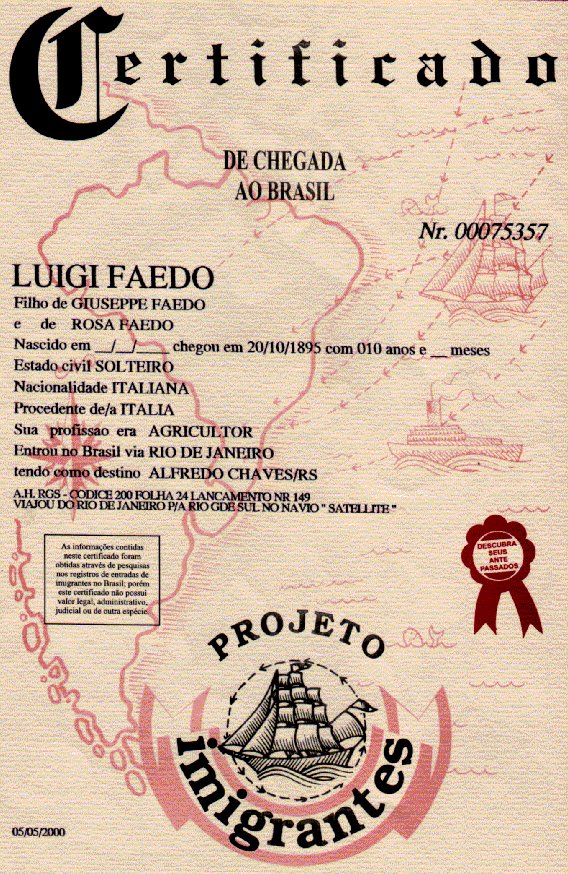 Certificado
DE CHEGADA
AO BRASIL
Nr. 00075357
LUIGI FAEDO
Filho de GIUSEPPE FAEDO
e de ROSA FAEDO
Nascido em __/__/____ chegou em 20/10/1895 com 010 anos e __ meses
Estado civil SOLTEIRO
Nacionalidade ITALIANA
Procedente de/a ITALIA
Sua profissao era AGRICULTOR
Entrou no Brasil via RIO DE JANEIRO
tendo como destino ALFREDO CHAVES/RS
A.H. RGS - CODICE 200 FOLHA 24 LANCAMENTO NR 149
VIAJOU DO RIO DE JANEIRO P/A RIO GDE SUL NO NAVIO " SATELLITE "
As informações contidas
neste certificado foram
obtidas através de pesquisas
nos registros de entradas de
imigrantes no Brasil; porém
este certificado não possui
valor legal, administrativo,
judicial ou de outra espécie.
DESCUBRA
SEUS
ANTE
PASSADOS
PROJETO
imigrantes
05/05/2000